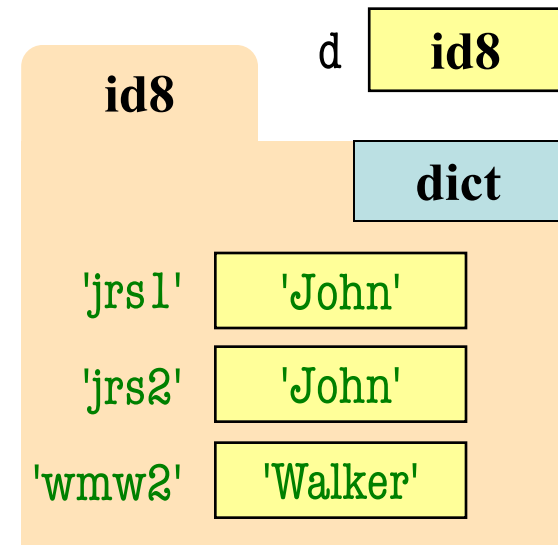 d id8
id8
dict
'jrs1' 'John'
'jrs2' 'John'
'wmw2' 'Walker'